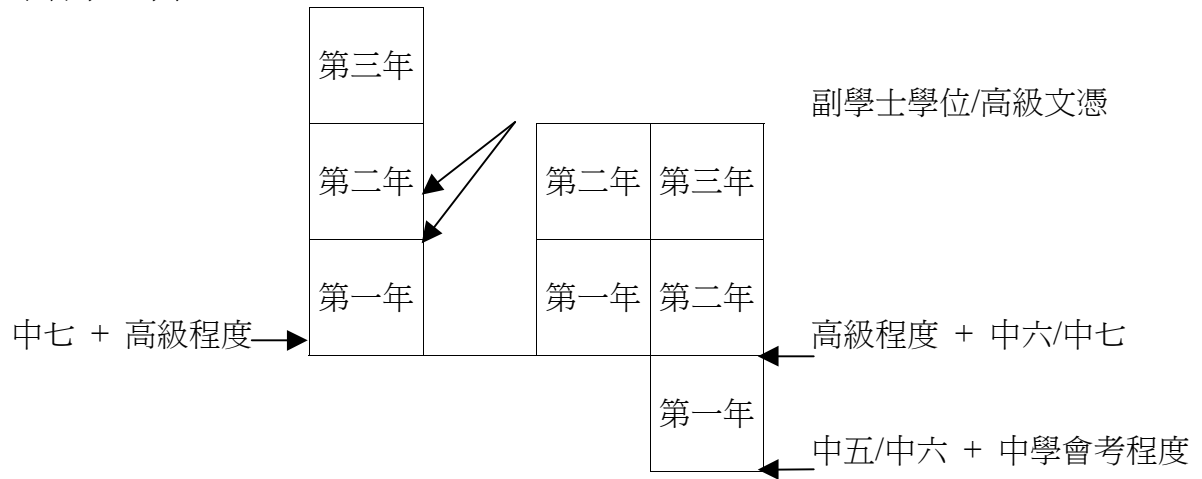 第三年
副學士學位/高級文憑
第二年 第二年 第三年
第一年 第一年 第二年
中七 + 高級程度 高級程度 + 中六/中七
第一年
中五/中六 + 中學會考程度